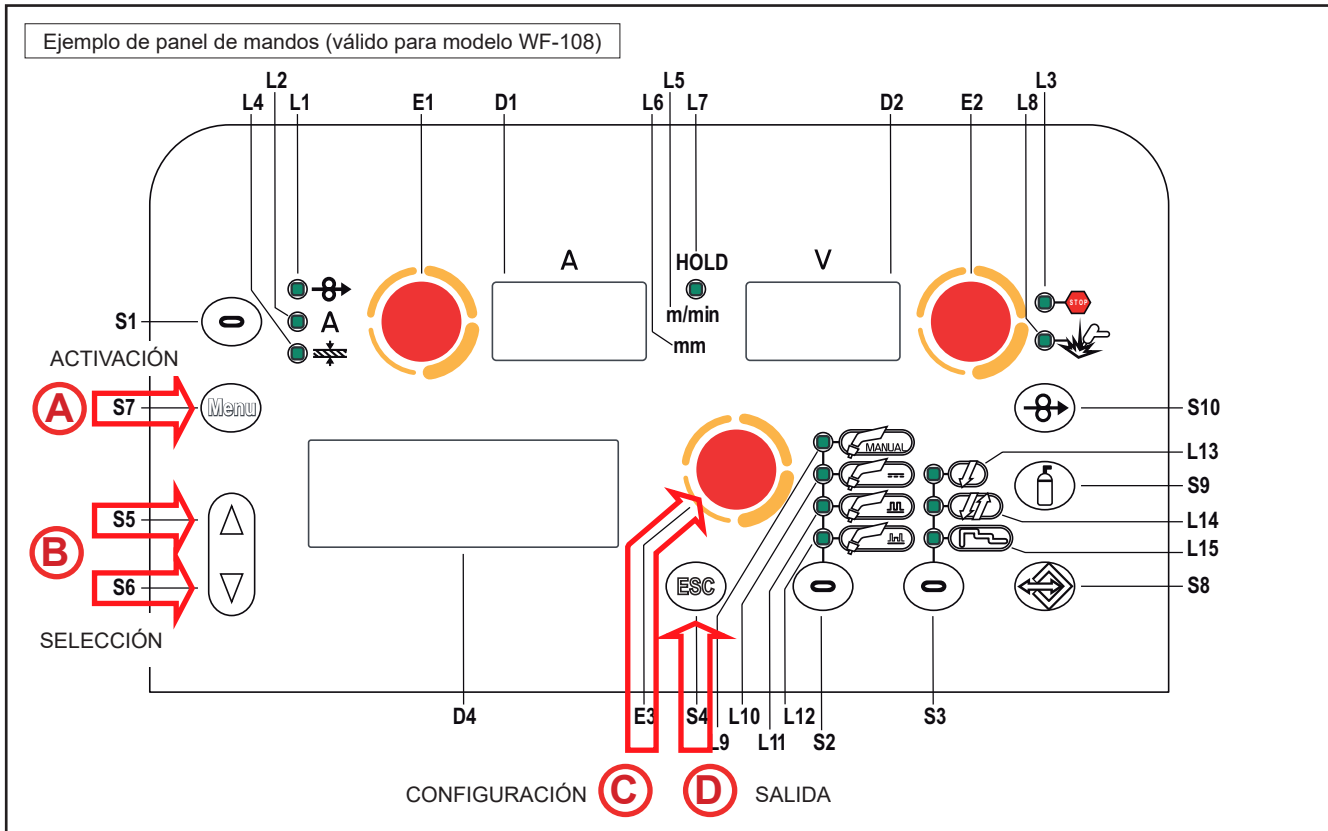 Ejemplo de panel de mandos (válido para modelo WF-108)
L2 L5 L3
L4 L1 E1 D1 L6 L7 D2 E2 L8
A HOLD V
m/min
STOP
S1 A
mm
ACTIVACIÓN
A S7 Menu S10
MANUAL
L13
S9
S5
L14
B
L15
S6 ESC S8
SELECCIÓN
D4 E3 S4 L10 L12 S3
L9 L11 S2
CONFIGURACIÓN C D SALIDA